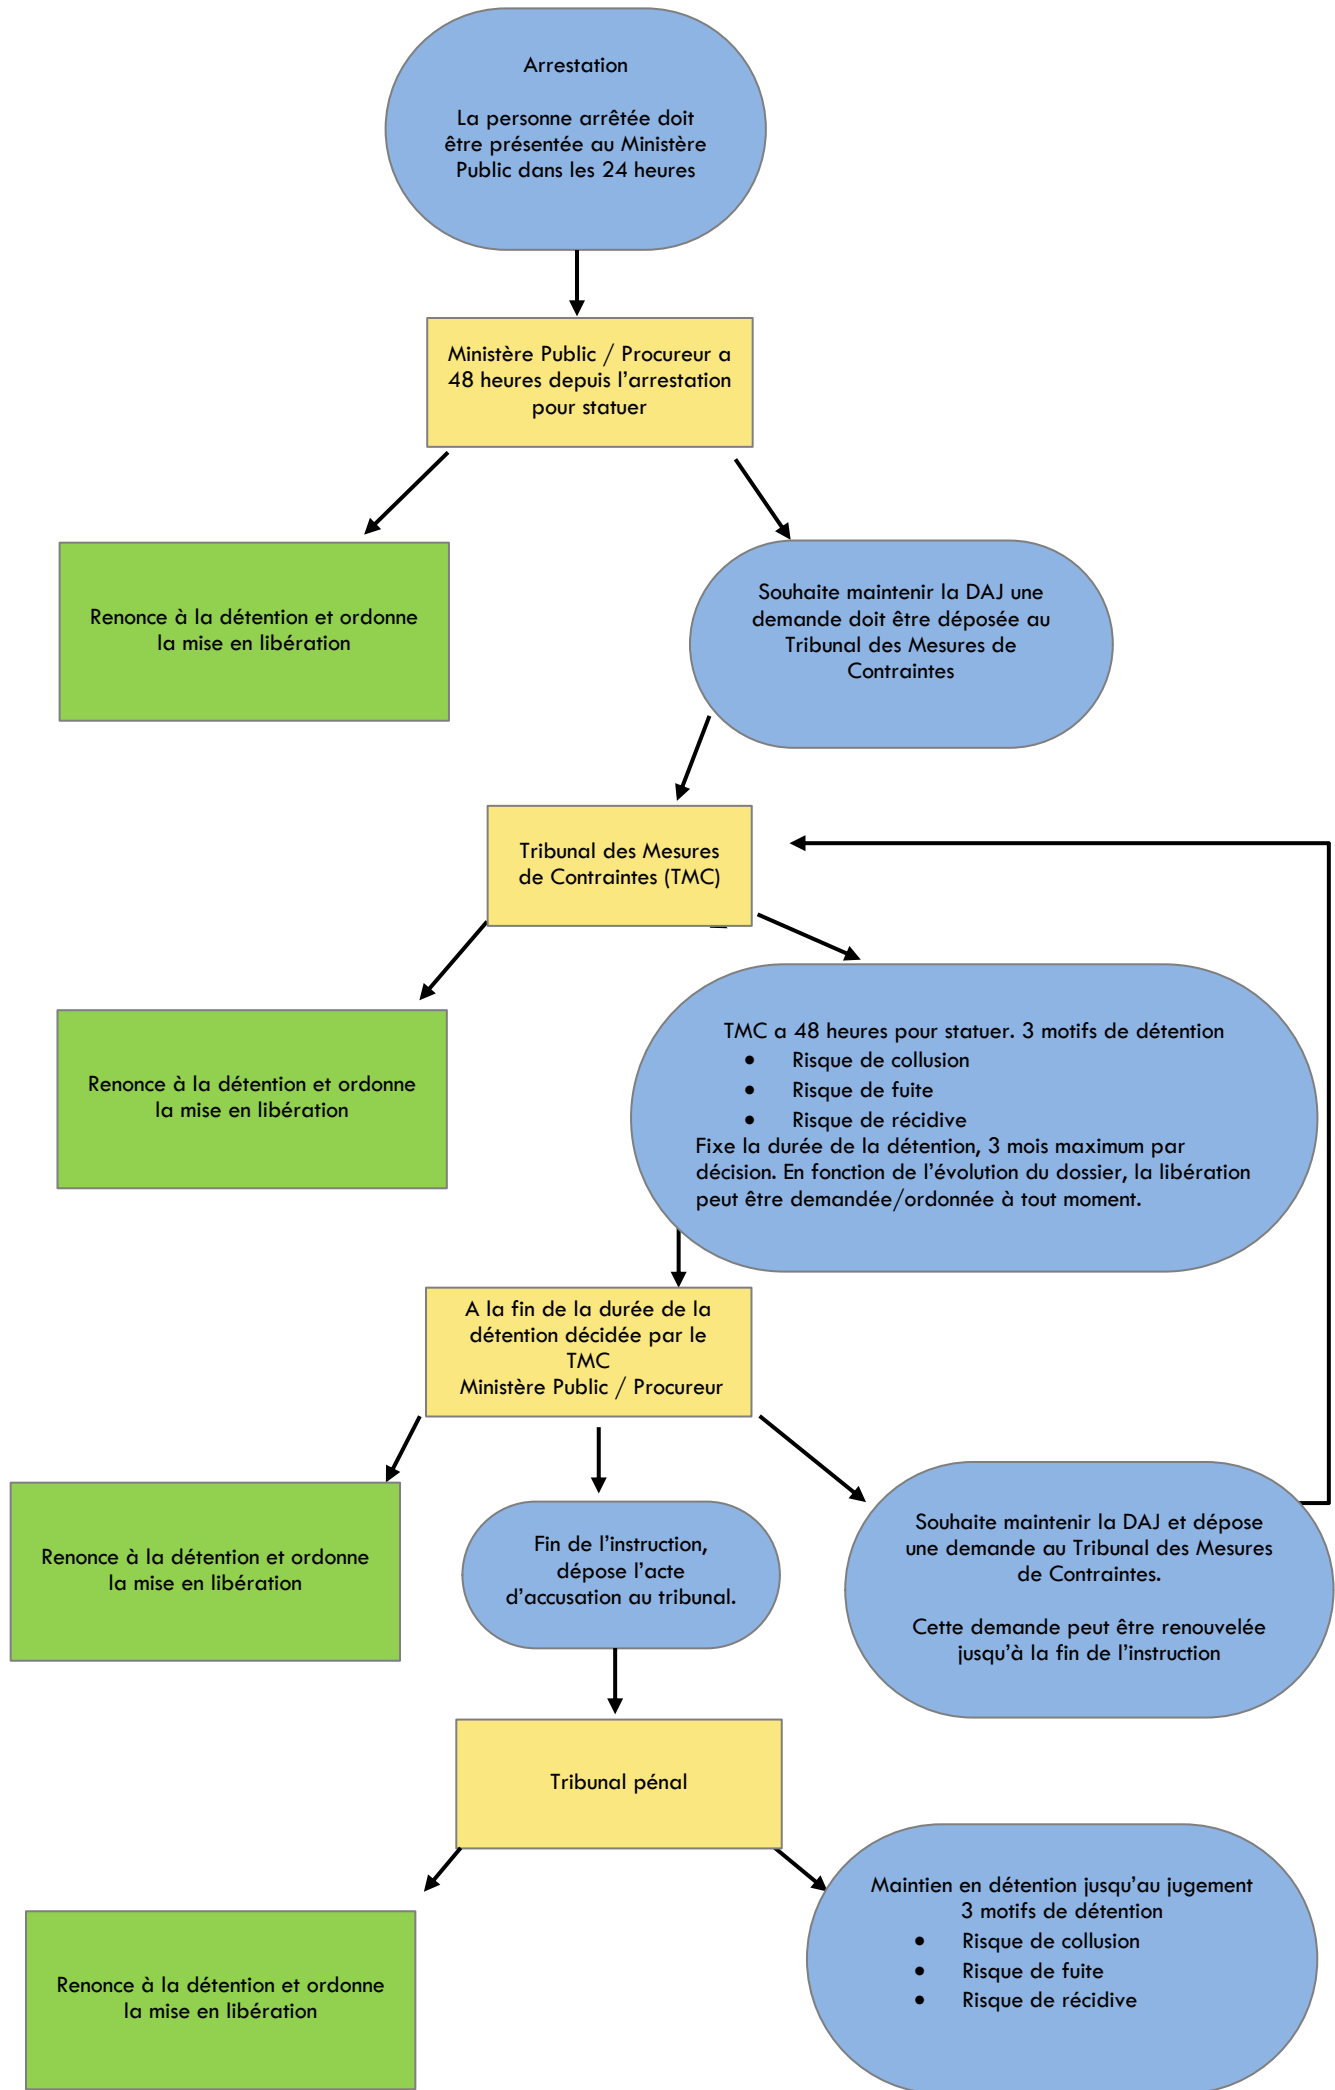 Arrestation
La personne arrêtée doit
être présentée au Ministère
Public dans les 24 heures
Ministère Public / Procureur a
48 heures depuis l’arrestation
pour statuer
Renonce à la détention et ordonne
la mise en libération
Souhaite maintenir la DAJ une
demande doit être déposée au
Tribunal des Mesures de
Contraintes
Tribunal des Mesures
de Contraintes (TMC)
Renonce à la détention et ordonne
la mise en libération
TMC a 48 heures pour statuer. 3 motifs de détention
• Risque de collusion
• Risque de fuite
• Risque de récidive
Fixe la durée de la détention, 3 mois maximum par
décision. En fonction de l’évolution du dossier, la libération
peut être demandée/ordonnée à tout moment.
A la fin de la durée de la
détention décidée par le
TMC
Ministère Public / Procureur
Renonce à la détention et ordonne
la mise en libération
Fin de l’instruction,
dépose l’acte
d’accusation au tribunal.
Souhaite maintenir la DAJ et dépose
une demande au Tribunal des Mesures
de Contraintes.
Cette demande peut être renouvelée
jusqu’à la fin de l’instruction
Tribunal pénal
Renonce à la détention et ordonne
la mise en libération
Maintien en détention jusqu’au jugement
3 motifs de détention
• Risque de collusion
• Risque de fuite
• Risque de récidive